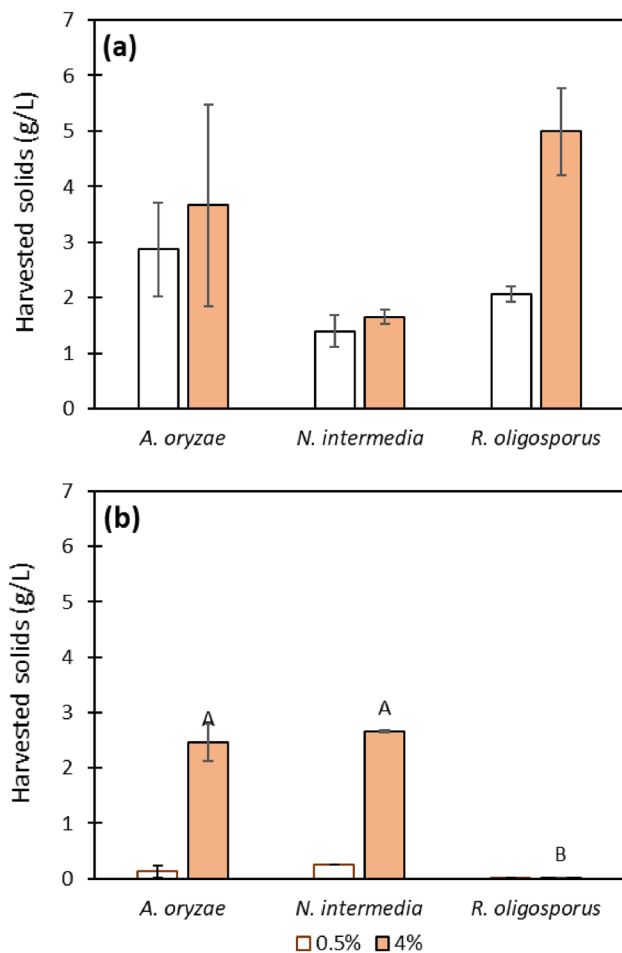 (a)
Harvested solids (g/L)
7
6
5
4
3
2
1
0
A. oryzae N. intermedia R. oligosporus
(b)
Harvested solids (g/L)
7
6
5
4
3
2
1
0
A A B
A. oryzae N. intermedia R. oligosporus
0.5% 4%